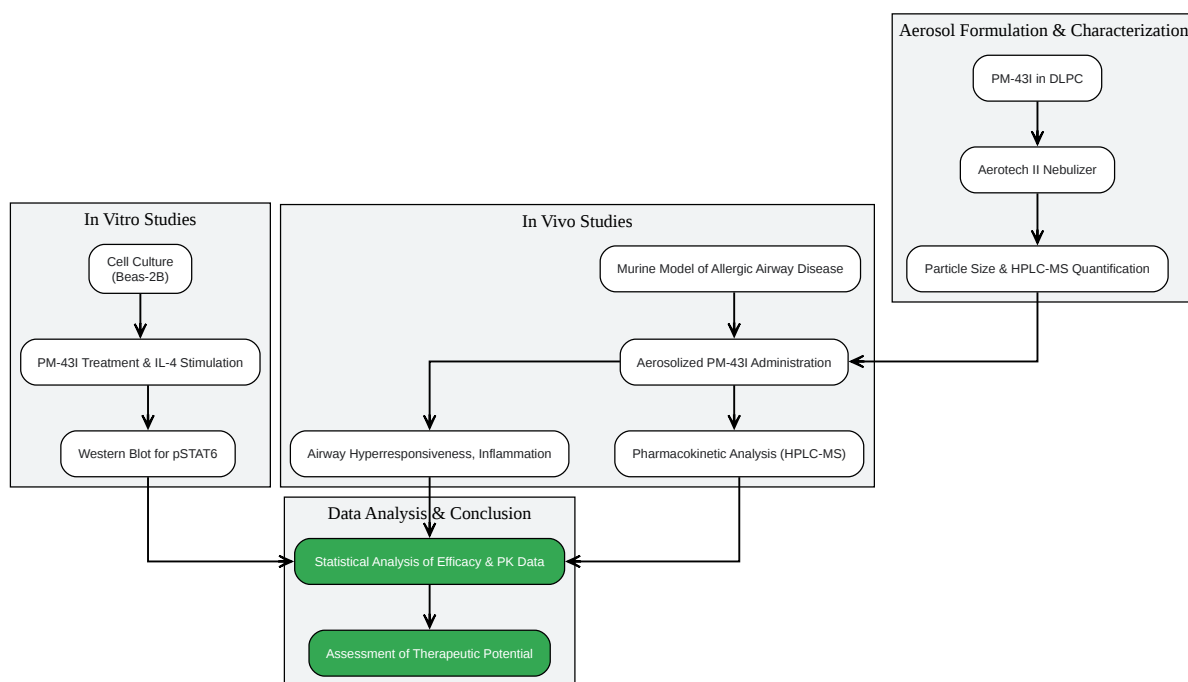 Aerosol Formulation & Characterization
PM-43I in DLPC
Aerotech II Nebulizer
Particle Size & HPLC-MS Quantification
In Vitro Studies
Cell Culture
(Beas-2B)
PM-43I Treatment & IL-4 Stimulation
Western Blot for pSTAT6
In Vivo Studies
Murine Model of Allergic Airway Disease
Aerosolized PM-43I Administration
Airway Hyperresponsiveness, Inflammation
Pharmacokinetic Analysis (HPLC-MS)
Data Analysis & Conclusion
Statistical Analysis of Efficacy & PK Data
Assessment of Therapeutic Potential